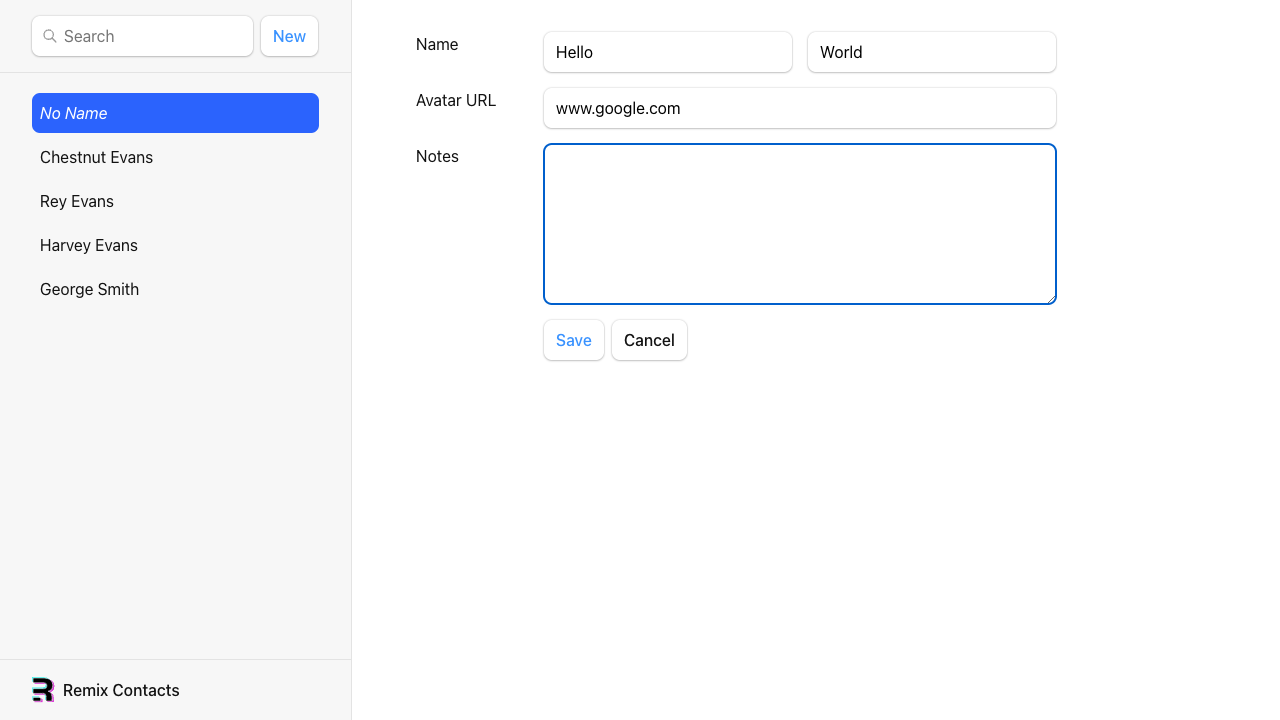 Search
New
No Name
Chestnut Evans
Rey Evans
Harvey Evans
George Smith
Remix Contacts
Name
Hello
World
Avatar URL
www.google.com
Notes
Save
Cancel